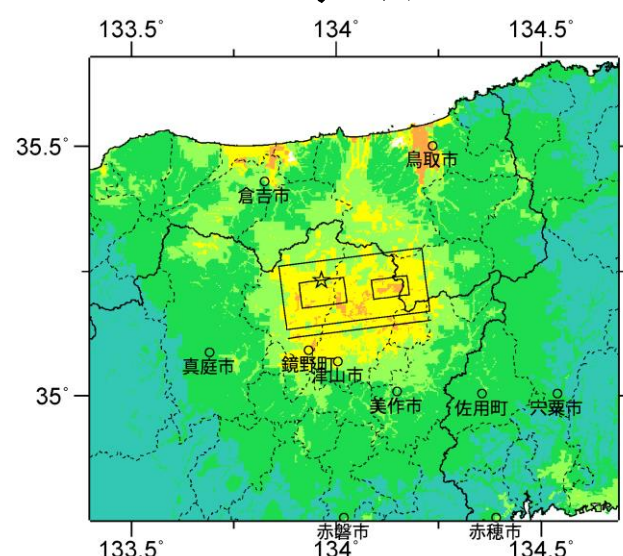 133.5° 134° 134.5°
35.5°
鳥取市
倉吉市
鏡野町
津山市
真庭市
35°
美作市
佐用町
宍粟市
赤磐市
赤穂市
133.5° 134° 134.5°